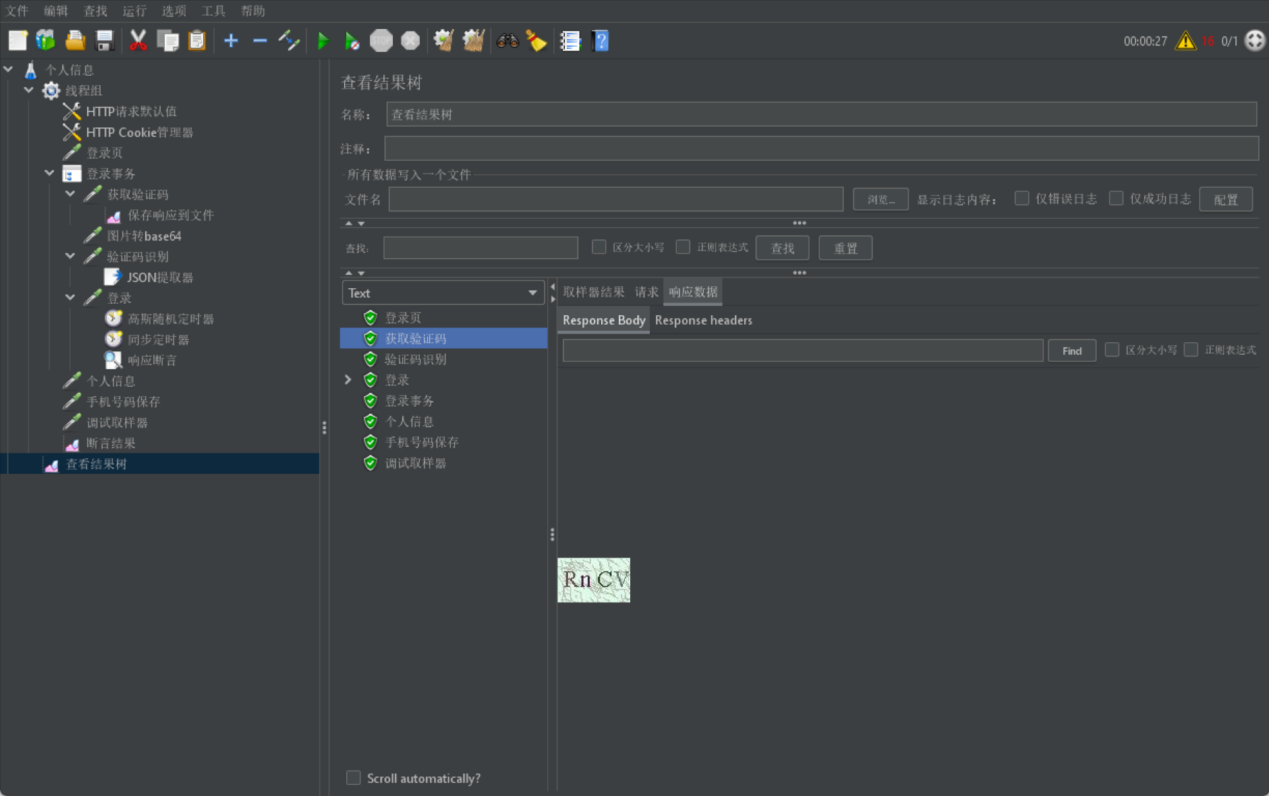 文件 编辑 查找 运行 选项 工具 帮助
00:00:27 16 0/1
个人信息
线程组
HTTP请求默认值
HTTP Cookie管理器
登录页
登录事务
获取验证码
保存响应到文件
图片转base64
验证码识别
JSON提取器
登录
高斯随机定时器
同步定时器
响应断言
个人信息
手机号码保存
调试取样器
断言结果
查看结果树
查看结果树
名称: 查看结果树
注释:
所有数据写入一个文件
文件名 浏览... 显示日志内容: 仅错误日志 仅成功日志 配置
查找: 区分大小写 正则表达式 查找 重置
Text
登录页
获取验证码
验证码识别
登录
登录事务
个人信息
手机号码保存
调试取样器
Scroll automatically?
取样器结果 请求 响应数据
Response Body Response headers
Find 区分大小写 正则表达式
Rn CV